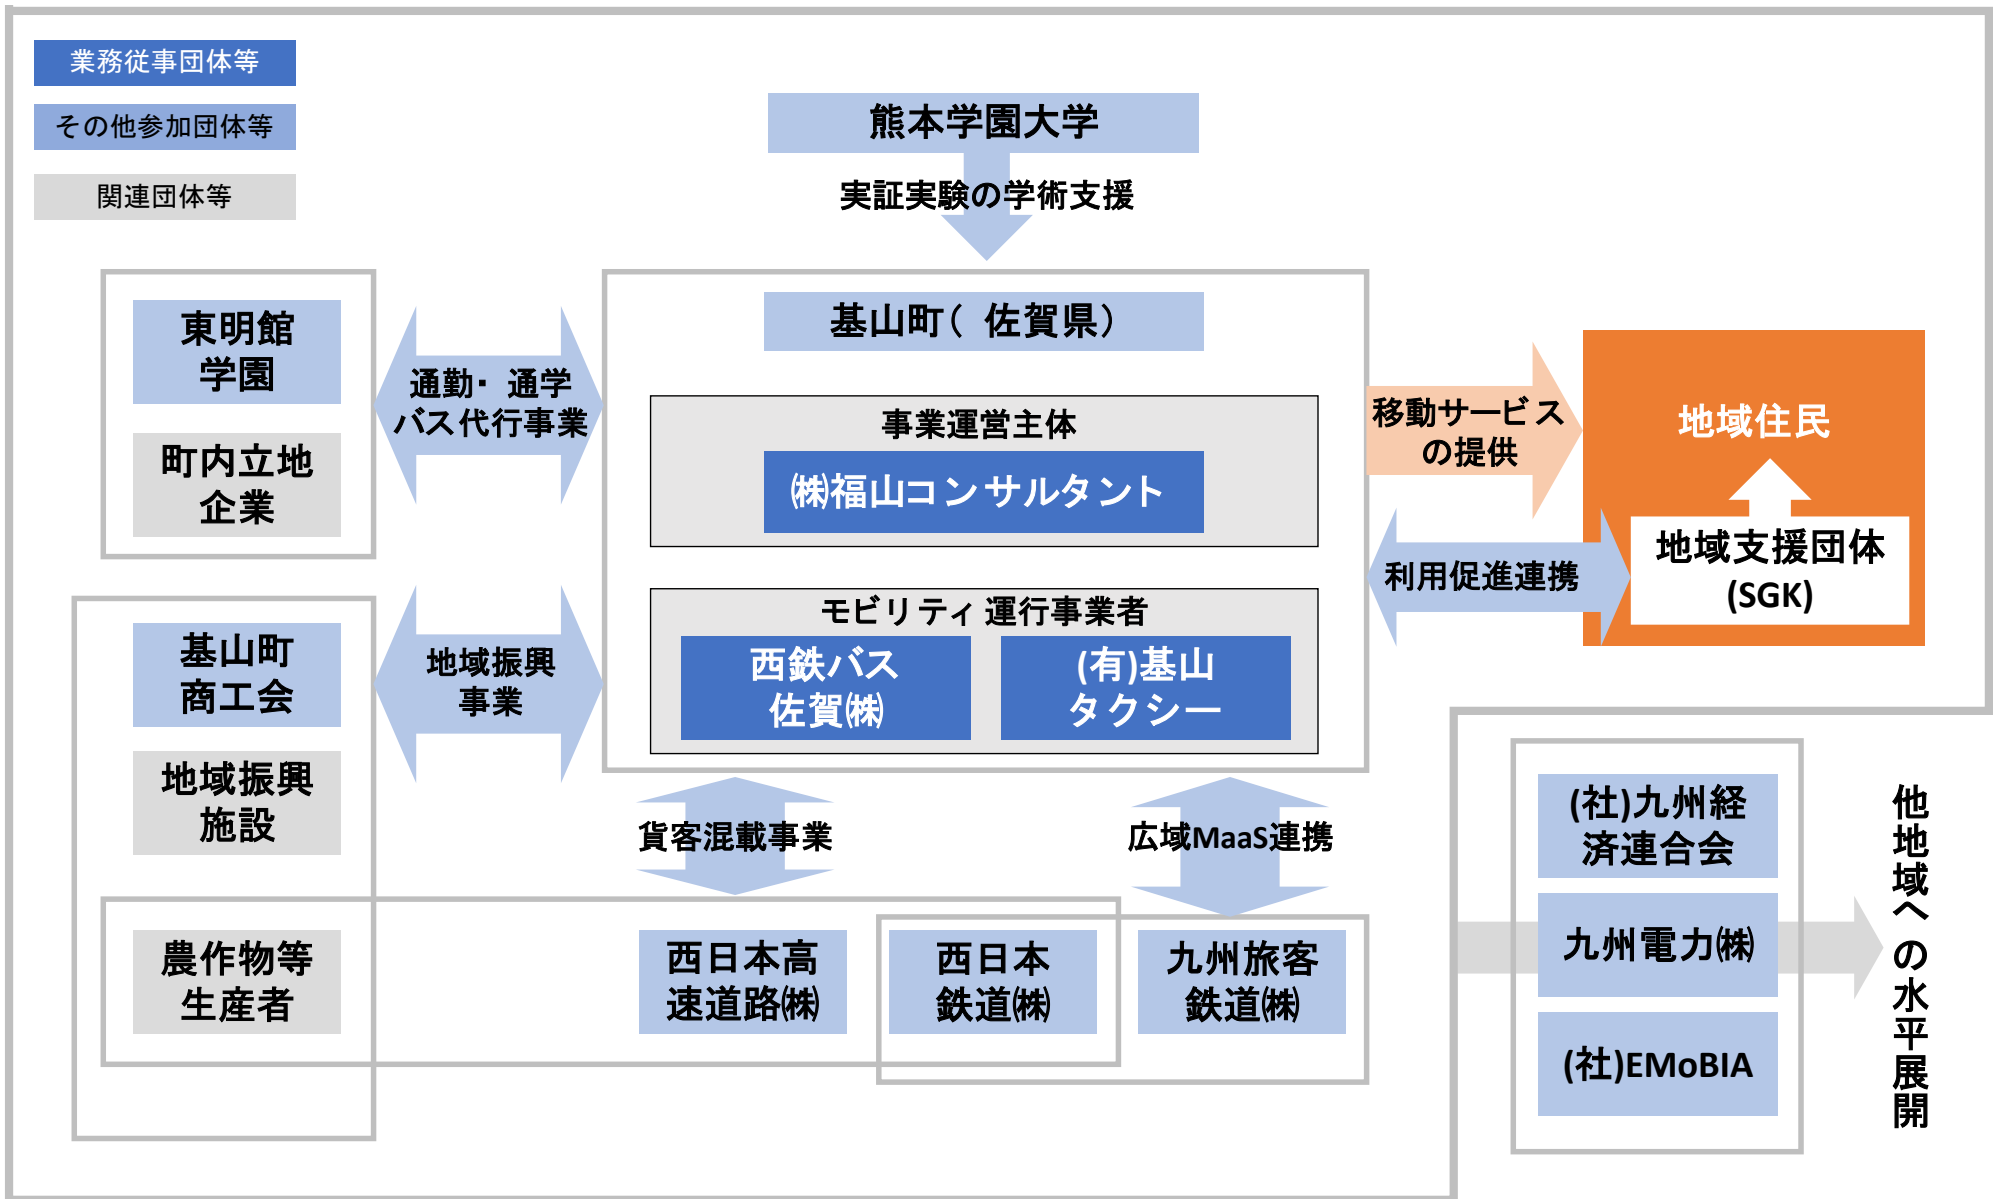 業務従事団体等
その他参加団体等
関連団体等
熊本学園大学
実証実験の学術支援
東明館
学園
町内立地
企業
通勤・通学
バス代行事業
基山町(佐賀県)
事業運営主体
㈱福山コンサルタント
モビリティ運行事業者
西鉄バス
佐賀㈱
(有)基山
タクシー
移動サービス
の提供
利用促進連携
地域住民
地域支援団体
(SGK)
基山町
商工会
地域振興
施設
地域振興
事業
貨客混載事業
広域MaaS連携
農作物等
生産者
西日本高
速道路㈱
西日本
鉄道㈱
九州旅客
鉄道㈱
(社)九州経
済連合会
九州電力㈱
(社)EMoBIA
他地域への水平展開